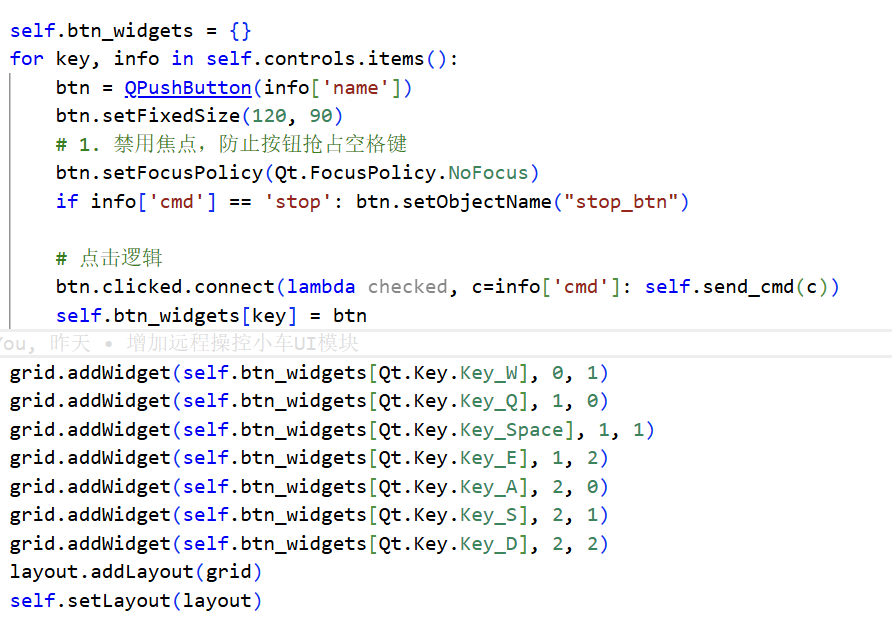 self.btn_widgets = {}
for key, info in self.controls.items():
    btn = QPushButton(info['name'])
    btn.setFixedSize(120, 90)
    # 1. 禁用焦点，防止按钮抢占空格键
    btn.setFocusPolicy(Qt.FocusPolicy.NoFocus)
    if info['cmd'] == 'stop': btn.setObjectName("stop_btn")
    # 点击逻辑
    btn.clicked.connect(lambda checked, c=info['cmd']: self.send_cmd(c))
    self.btn_widgets[key] = btn
You, 昨天 • 增加远程操控小车UI模块
grid.addWidget(self.btn_widgets[Qt.Key.Key_W], 0, 1)
grid.addWidget(self.btn_widgets[Qt.Key.Key_Q], 1, 0)
grid.addWidget(self.btn_widgets[Qt.Key.Key_Space], 1, 1)
grid.addWidget(self.btn_widgets[Qt.Key.Key_E], 1, 2)
grid.addWidget(self.btn_widgets[Qt.Key.Key_A], 2, 0)
grid.addWidget(self.btn_widgets[Qt.Key.Key_S], 2, 1)
grid.addWidget(self.btn_widgets[Qt.Key.Key_D], 2, 2)
layout.addLayout(grid)
self.setLayout(layout)